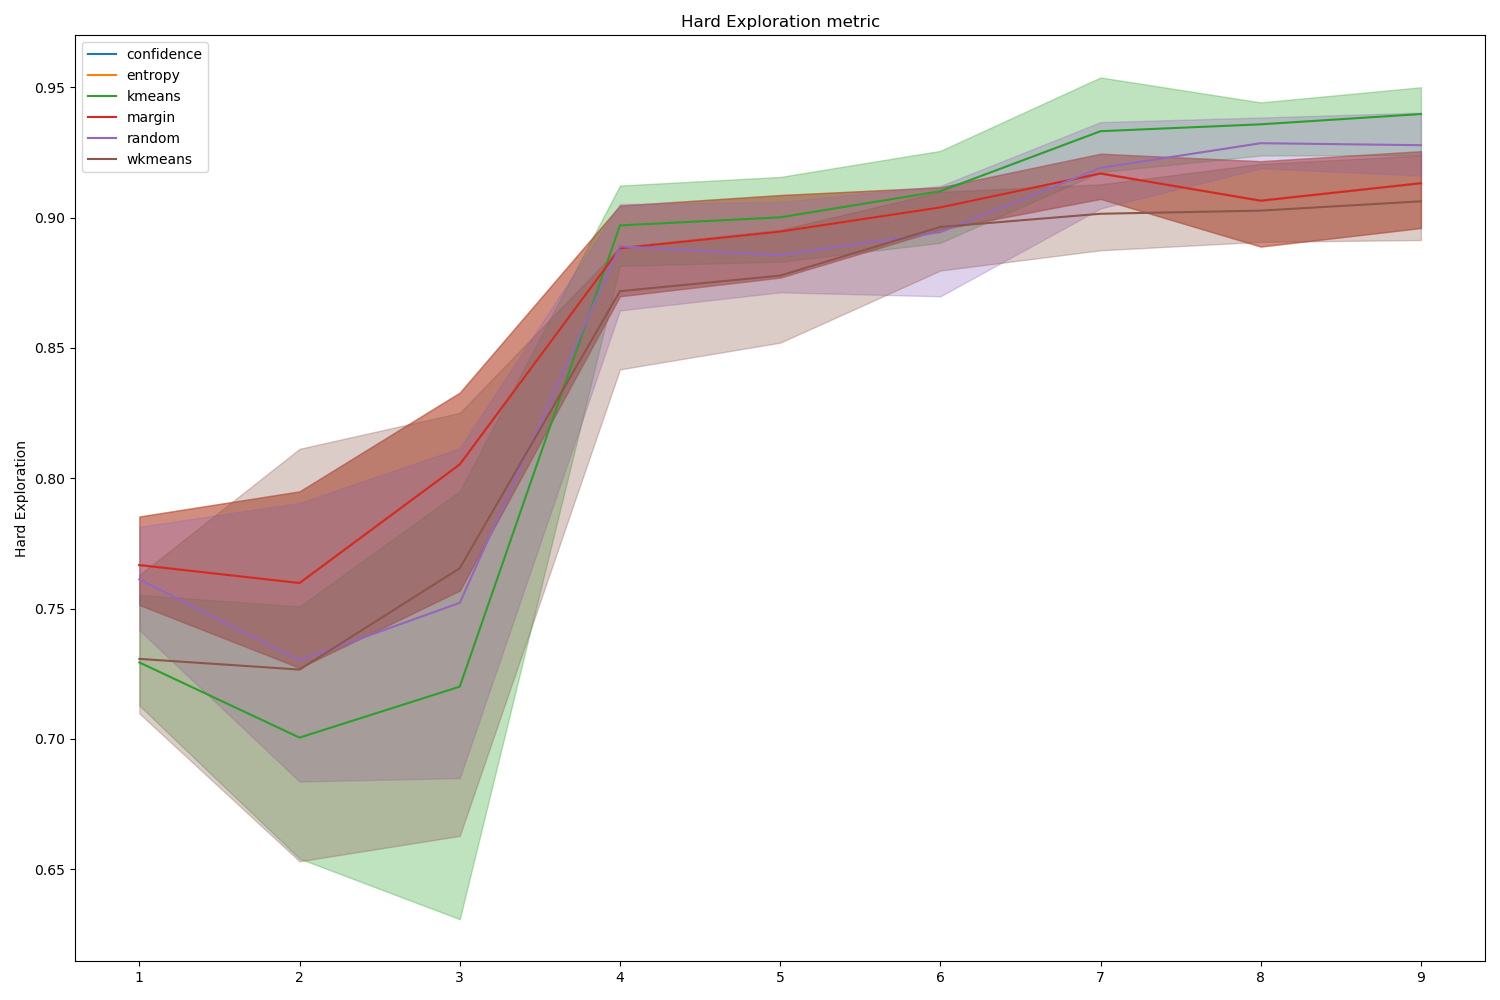 Hard Exploration metric
confidence
entropy
kmeans
margin
random
wkmeans
Hard Exploration
0.95
0.90
0.85
0.80
0.75
0.70
0.65
1 2 3 4 5 6 7 8 9